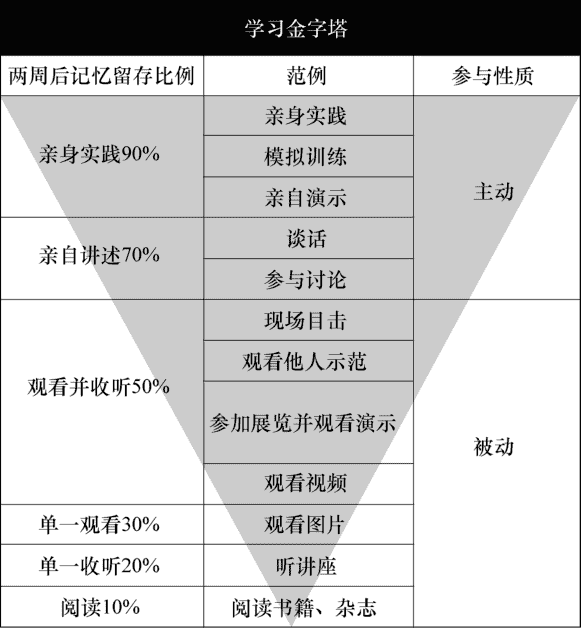 学习金字塔
两周后记忆留存比例 范例 参与性质
亲身实践90%
亲身实践
模拟训练
亲自演示
主动
亲自讲述70%
谈话
参与讨论
观看并收听50%
现场目击
观看他人示范
参加展览并观看演示
观看视频
被动
单一观看30% 观看图片
单一收听20% 听讲座
阅读10% 阅读书籍、杂志